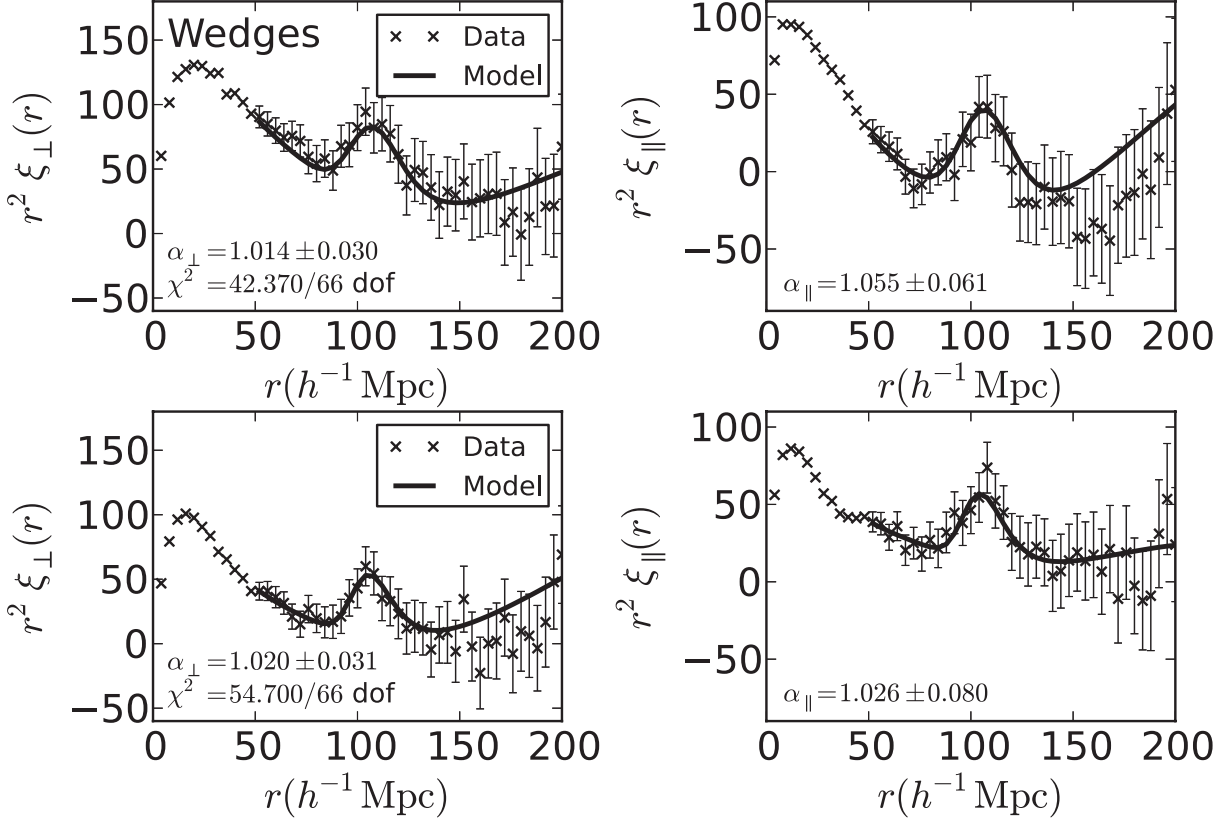 Wedges
Data
Model
r² ξ⊥(r)
150
100
50
0
−50
α⊥=1.014±0.030
χ²=42.370/66 dof
0 50 100 150 200
r(h⁻¹ Mpc)
r² ξ∥(r)
100
50
0
−50
α∥=1.055±0.061
0 50 100 150 200
r(h⁻¹ Mpc)
Data
Model
r² ξ⊥(r)
150
100
50
0
−50
α⊥=1.020±0.031
χ²=54.700/66 dof
0 50 100 150 200
r(h⁻¹ Mpc)
r² ξ∥(r)
100
50
0
−50
α∥=1.026±0.080
0 50 100 150 200
r(h⁻¹ Mpc)